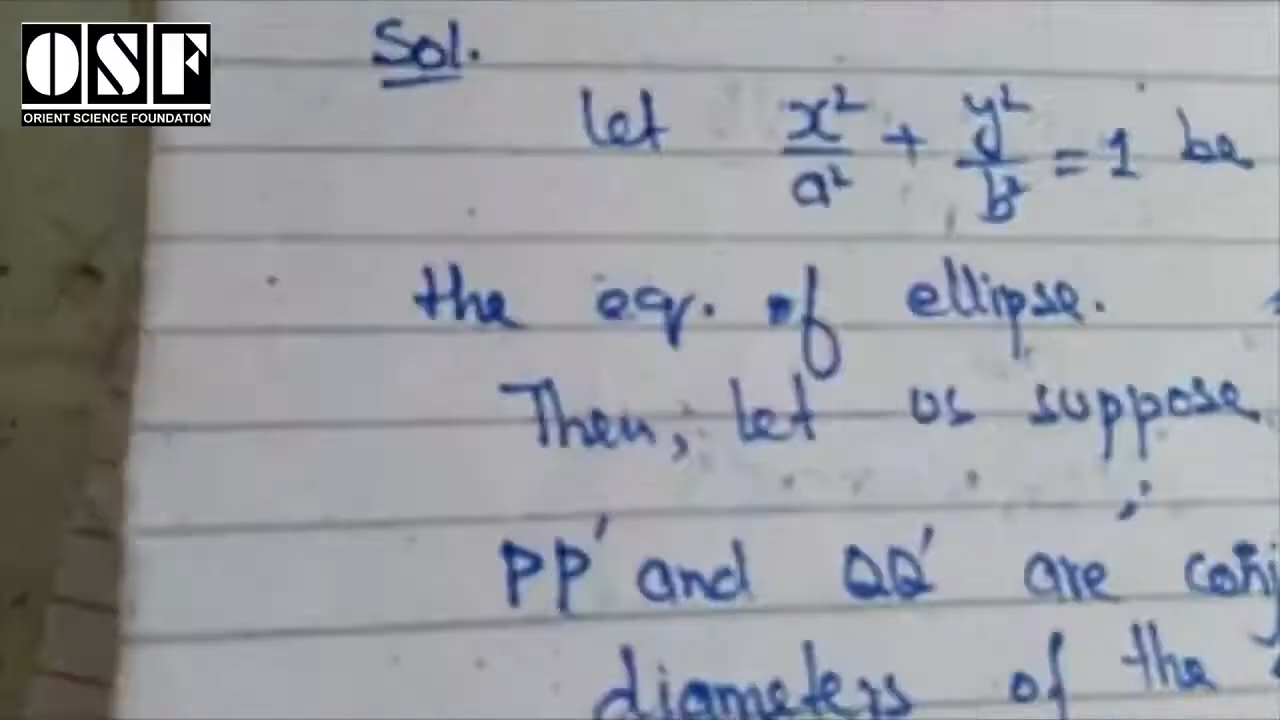 OSF
ORIENT SCIENCE FOUNDATION
Sol.
Let x²/a² + y²/b² = 1 be
the eq. of ellipse.
Then, let us suppose
PP' and QQ' are conj
diameters of the